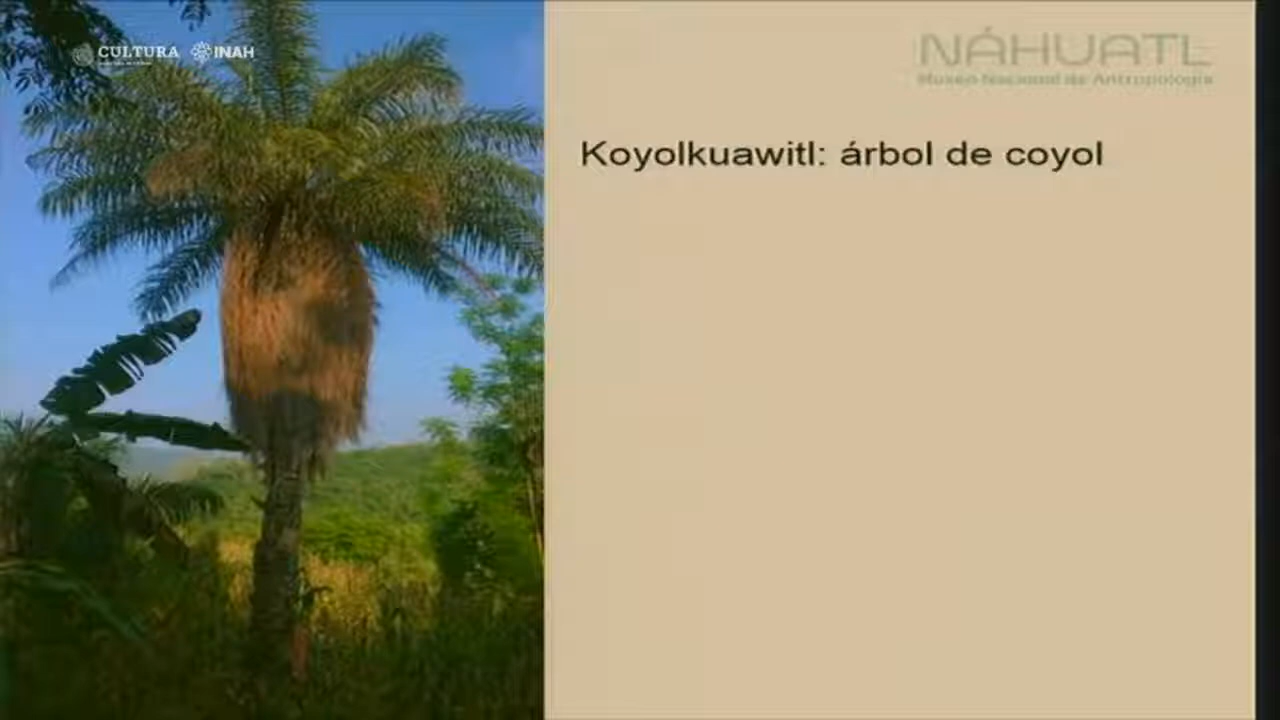 CULTURA INAH
NÁHUATL
Museo Nacional de Antropología
Koyolkuawitl: árbol de coyol